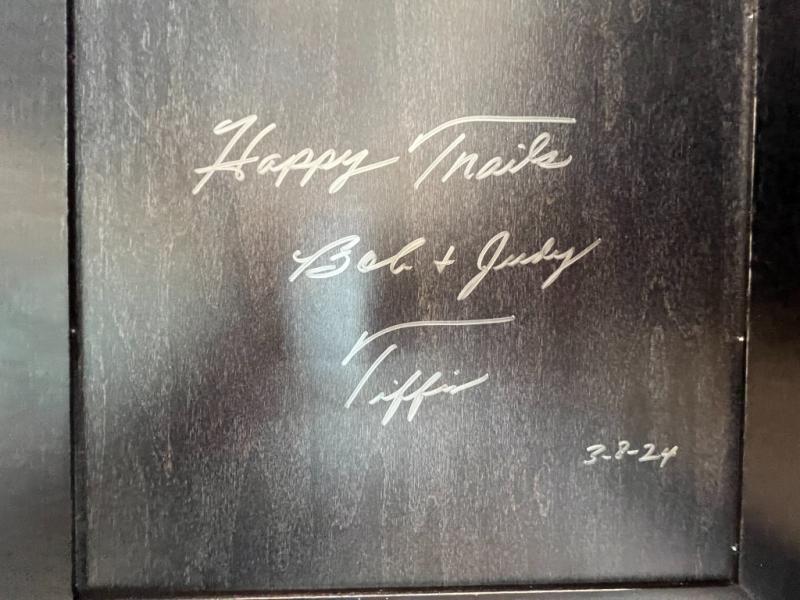 Happy Trails
Bob + Judy
Tiffin
3-8-24